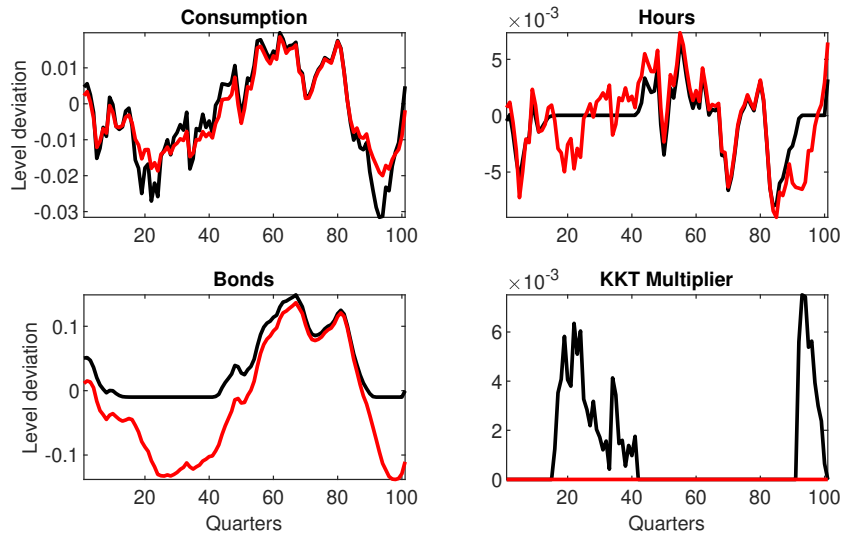 Consumption
Hours
×10⁻³
Level deviation
0.01
0
-0.01
-0.02
-0.03
20 40 60 80 100
5
0
-5
20 40 60 80 100
Bonds
KKT Multiplier
×10⁻³
Level deviation
0.1
0
-0.1
20 40 60 80 100
Quarters
6
4
2
0
20 40 60 80 100
Quarters